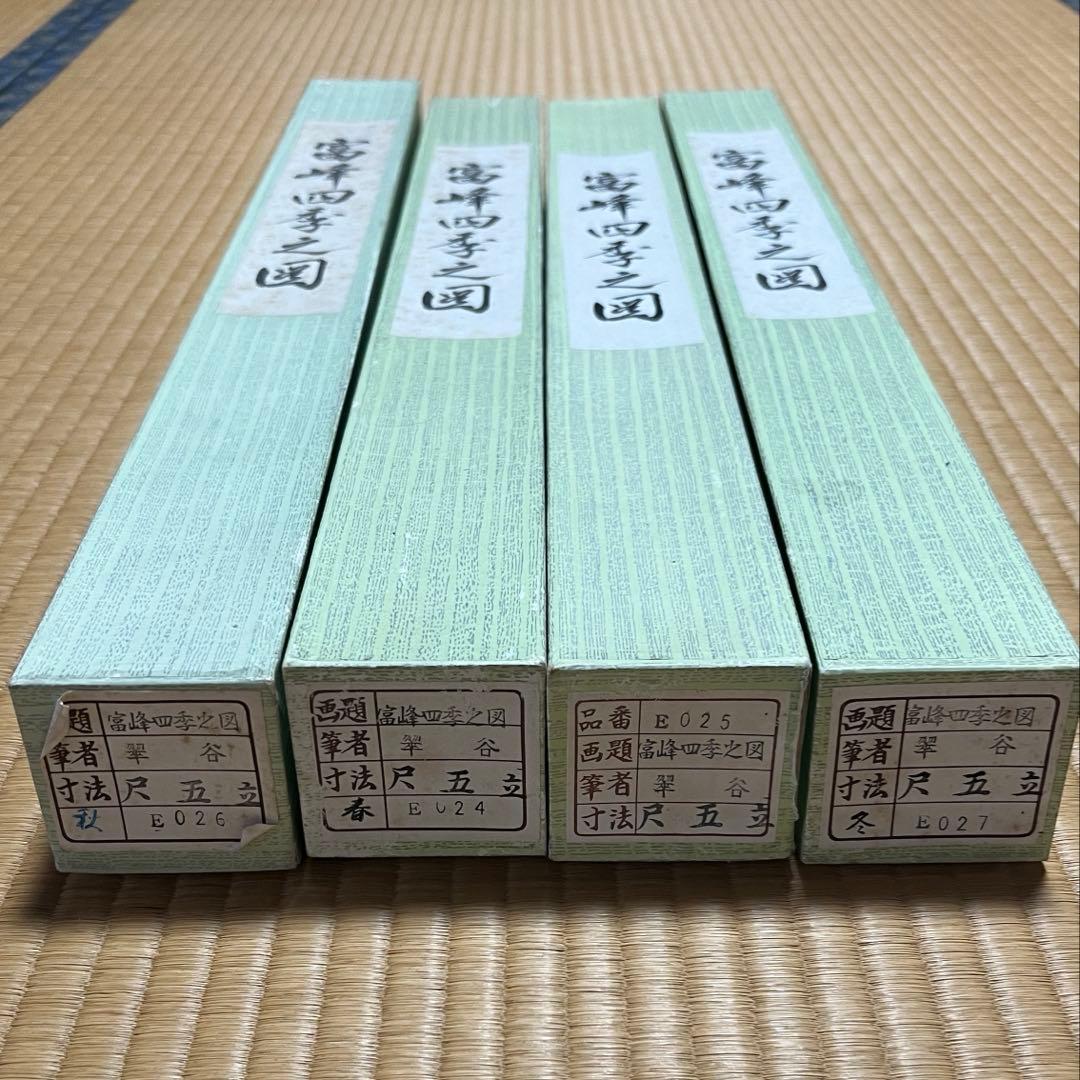 富峰四季之図
富峰四季之図
富峰四季之図
富峰四季之図
題 富峰四季之図
筆者 翠谷
寸法 尺五立
秋 E026
画題 富峰四季之図
筆者 翠谷
寸法 尺五立
春 E024
品番 E025
画題 富峰四季之図
筆者 翠谷
寸法 尺五立
画題 富峰四季之図
筆者 翠谷
寸法 尺五立
冬 E027